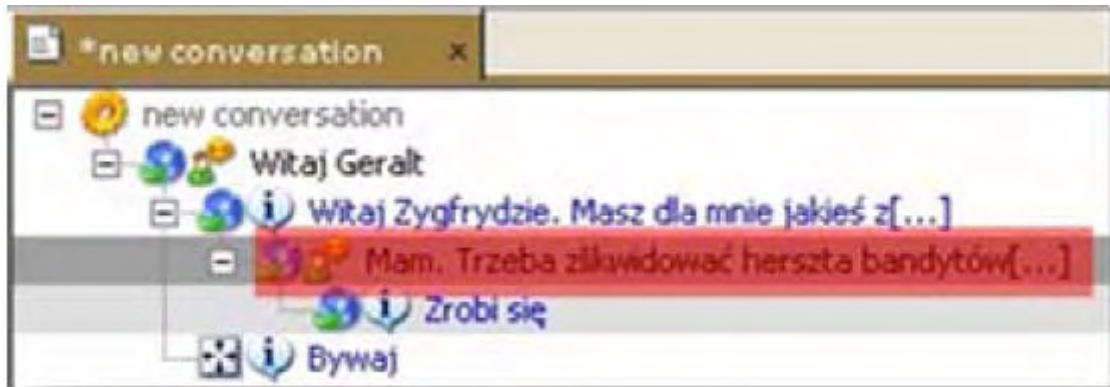 *new conversation x
new conversation
Witaj Geralt
Witaj Zygfrydzie. Masz dla mnie jakieś z[...]
Mam. Trzeba zlikwidować herszta bandytów[...]
Zrobi się
Bywaj